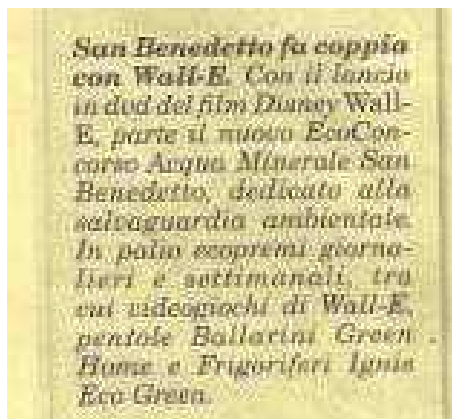 San Benedetto fa coppia
con Wall-E. Con il lancio
in dvd del film Disney Wall-
E, parte il nuovo EcoCon-
corso Acqua Minerale San
Benedetto, dedicato alla
salvaguardia ambientale.
In palio ecopremi giorna-
lieri e settimanali, tra
cui videogiochi di Wall-E,
pentole Ballarini Green
Home e Frigoriferi Ignis
Eco Green.